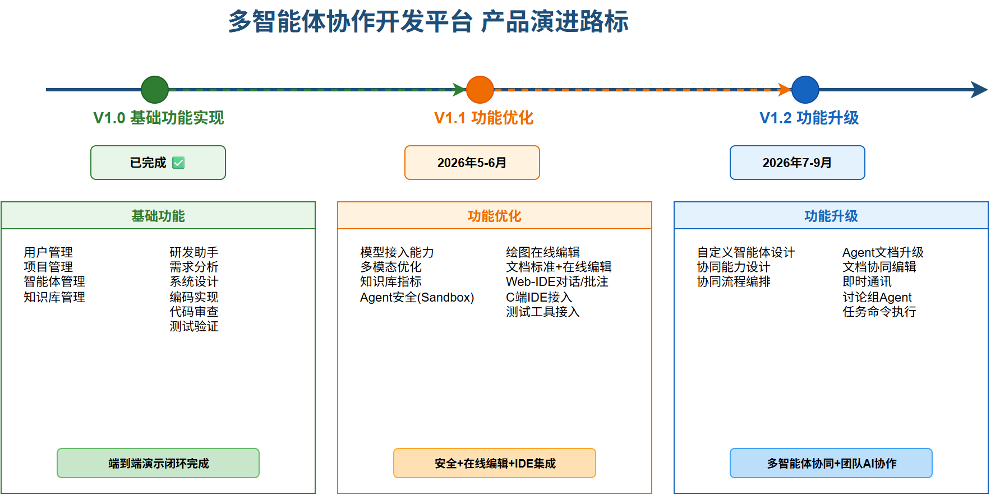 多智能体协作开发平台 产品演进路标
V1.0 基础功能实现
V1.1 功能优化
V1.2 功能升级
已完成 ✅
2026年5-6月
2026年7-9月
基础功能
用户管理
项目管理
智能体管理
知识库管理
研发助手
需求分析
系统设计
编码实现
代码审查
测试验证
端到端演示闭环完成
功能优化
模型接入能力
多模态优化
知识库指标
Agent安全(Sandbox)
绘图在线编辑
文档标准+在线编辑
Web-IDE对话/批注
C端IDE接入
测试工具接入
安全+在线编辑+IDE集成
功能升级
自定义智能体设计
协同能力设计
协同流程编排
Agent文档升级
文档协同编辑
即时通讯
讨论组Agent
任务命令执行
多智能体协同+团队AI协作